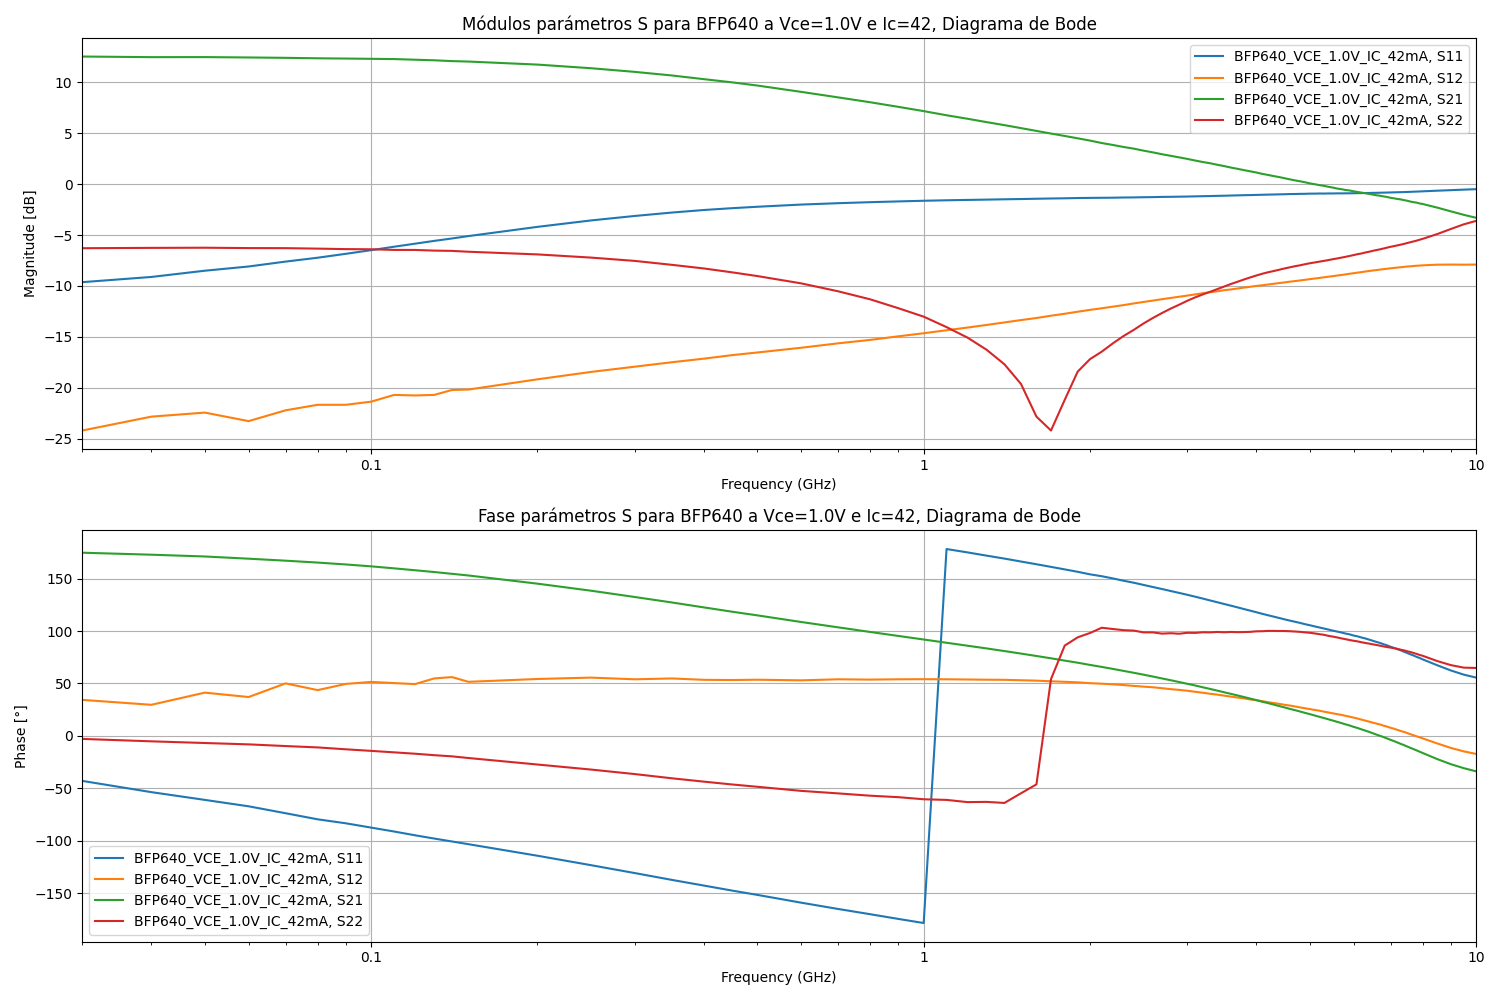 Módulos parámetros S para BFP640 a Vce=1.0V e Ic=42, Diagrama de Bode
BFP640_VCE_1.0V_IC_42mA, S11
BFP640_VCE_1.0V_IC_42mA, S12
BFP640_VCE_1.0V_IC_42mA, S21
BFP640_VCE_1.0V_IC_42mA, S22
Magnitude [dB]
10
5
0
−5
−10
−15
−20
−25
0.1
1
10
Frequency (GHz)
Fase parámetros S para BFP640 a Vce=1.0V e Ic=42, Diagrama de Bode
Phase [°]
150
100
50
0
−50
−100
−150
BFP640_VCE_1.0V_IC_42mA, S11
BFP640_VCE_1.0V_IC_42mA, S12
BFP640_VCE_1.0V_IC_42mA, S21
BFP640_VCE_1.0V_IC_42mA, S22
0.1
1
10
Frequency (GHz)